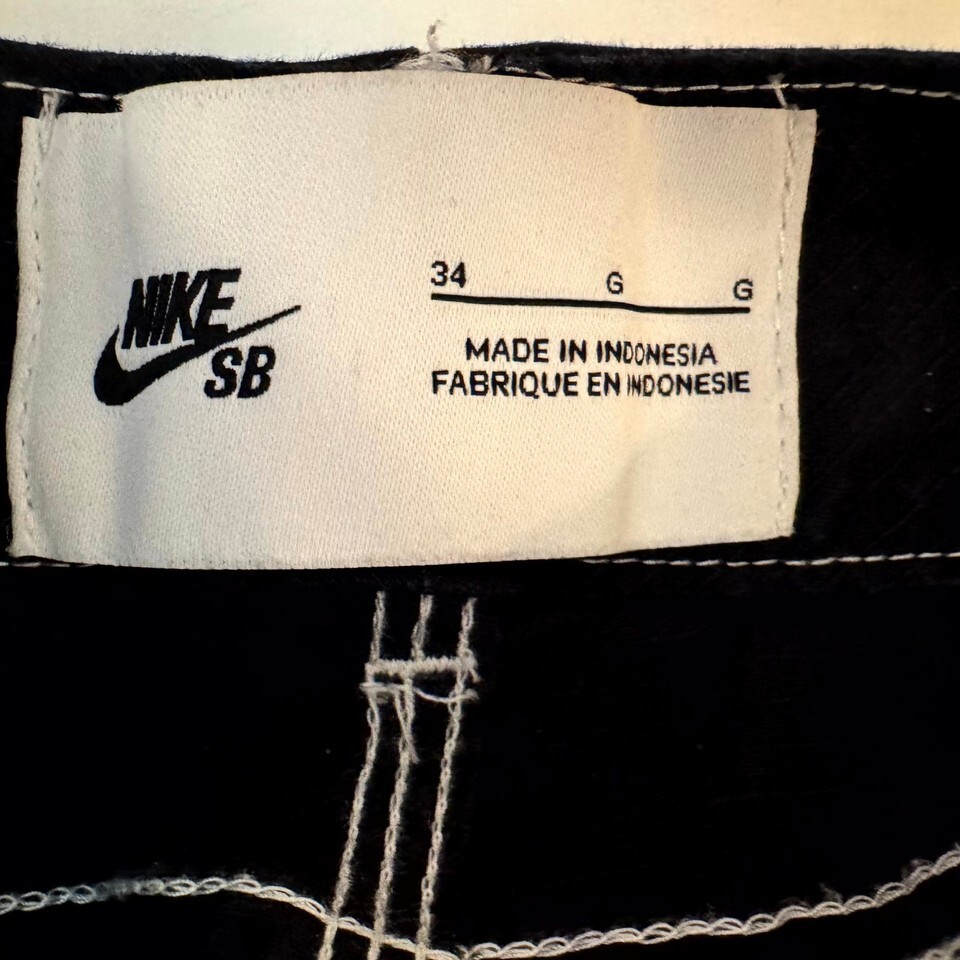 NIKE
SB
34 G G
MADE IN INDONESIA
FABRIQUE EN INDONESIE